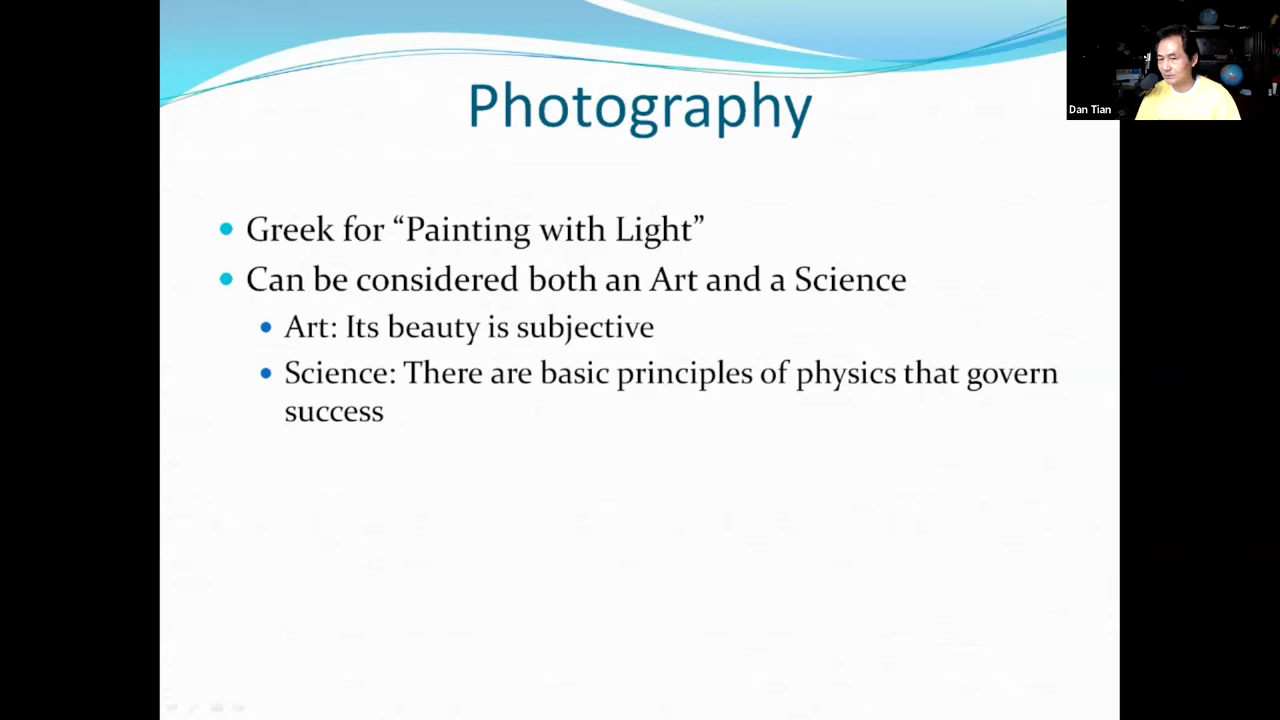 Photography
Dan Tian
• Greek for “Painting with Light”
• Can be considered both an Art and a Science
• Art: Its beauty is subjective
• Science: There are basic principles of physics that govern
success